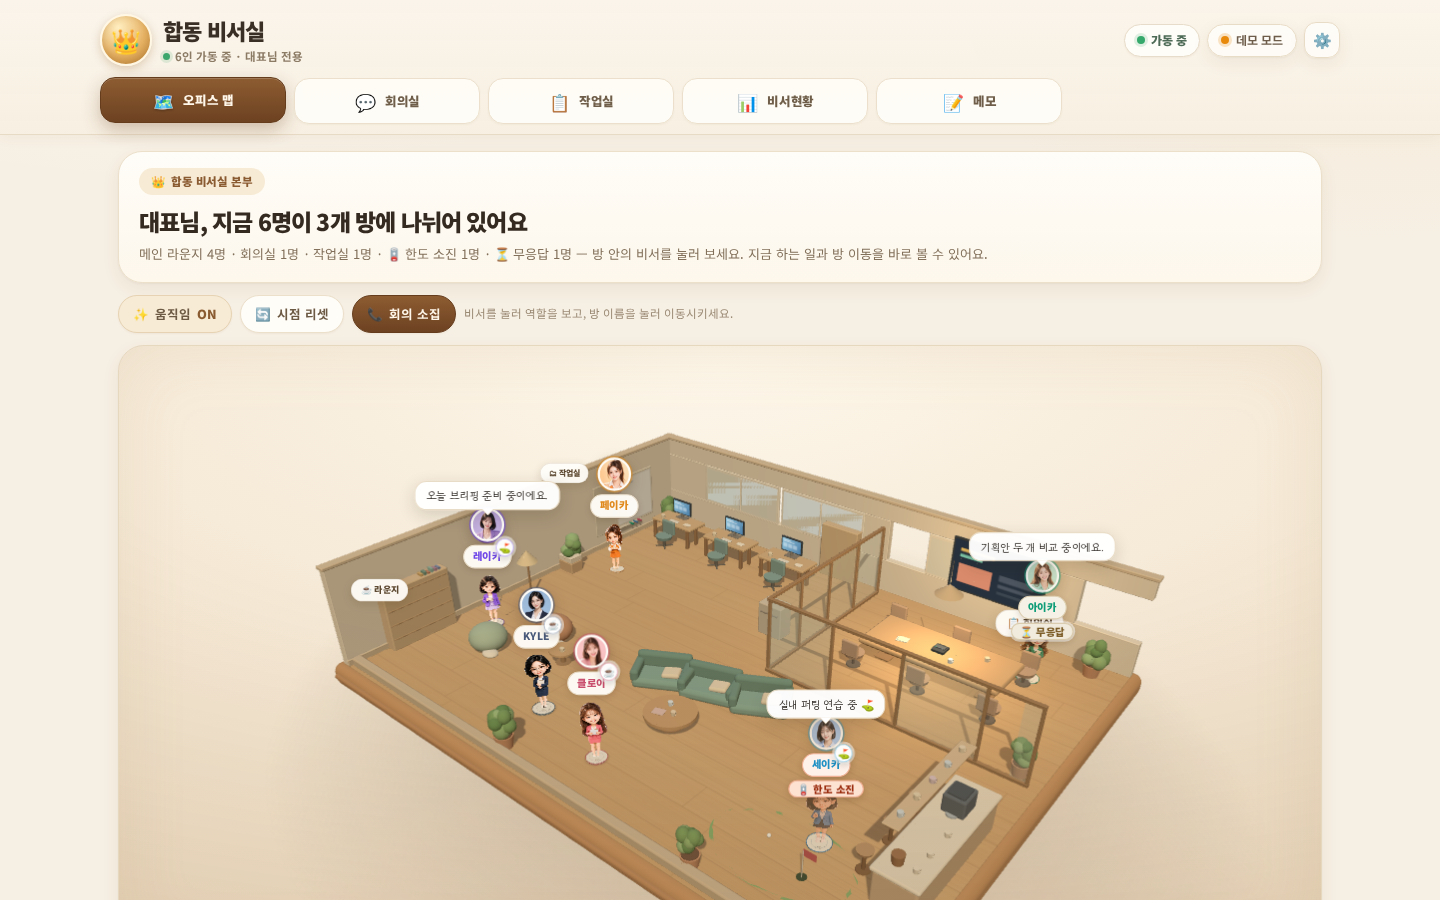 합동 비서실
6인 가동 중 · 대표님 전용
가동 중
데모 모드
오피스 맵
회의실
작업실
비서현황
메모
합동 비서실 본부
대표님, 지금 6명이 3개 방에 나뉘어 있어요
메인 라운지 4명 · 회의실 1명 · 작업실 1명 · 🪫 한도 소진 1명 · ⏳ 무응답 1명 — 방 안의 비서를 눌러 보세요. 지금 하는 일과 방 이동을 바로 볼 수 있어요.
움직임 ON
시점 리셋
회의 소집
비서를 눌러 역할을 보고, 방 이름을 눌러 이동시키세요.
작업실
오늘 브리핑 준비 중이에요.
페이카
레이카
기획안 두 개 비교 중이에요.
라운지
아이카
무응답
KYLE
클로이
실내 퍼팅 연습 중 ⛳
세이카
한도 소진